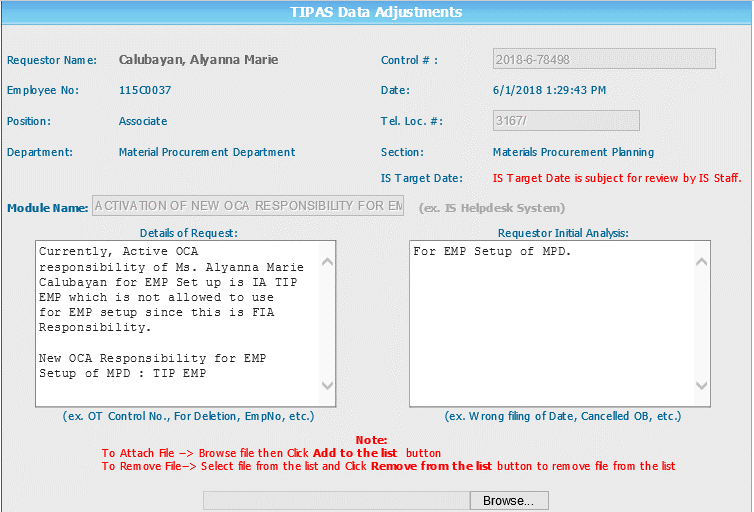 TIPAS Data Adjustments
Requestor Name: Calubayan, Alyanna Marie Control # : 2018-6-78498
Employee No: 115C0037 Date: 6/1/2018 1:29:43 PM
Position: Associate Tel. Loc. #: 3167/
Department: Material Procurement Department Section: Materials Procurement Planning
IS Target Date: IS Target Date is subject for review by IS Staff.
Module Name: ACTIVATION OF NEW OCA RESPONSIBILITY FOR EM (ex. IS Helpdesk System)
Details of Request:
Currently, Active OCA
responsibility of Ms. Alyanna Marie
Calubayan for EMP Set up is IA TIP
EMP which is not allowed to use
for EMP setup since this is FIA
Responsibility.
New OCA Responsibility for EMP
Setup of MPD : TIP EMP
(ex. OT Control No., For Deletion, EmpNo, etc.)
Requestor Initial Analysis:
For EMP Setup of MPD.
(ex. Wrong filing of Date, Cancelled OB, etc.)
Note:
To Attach File –> Browse file then Click Add to the list button
To Remove File–> Select file from the list and Click Remove from the list button to remove file from the list
Browse...